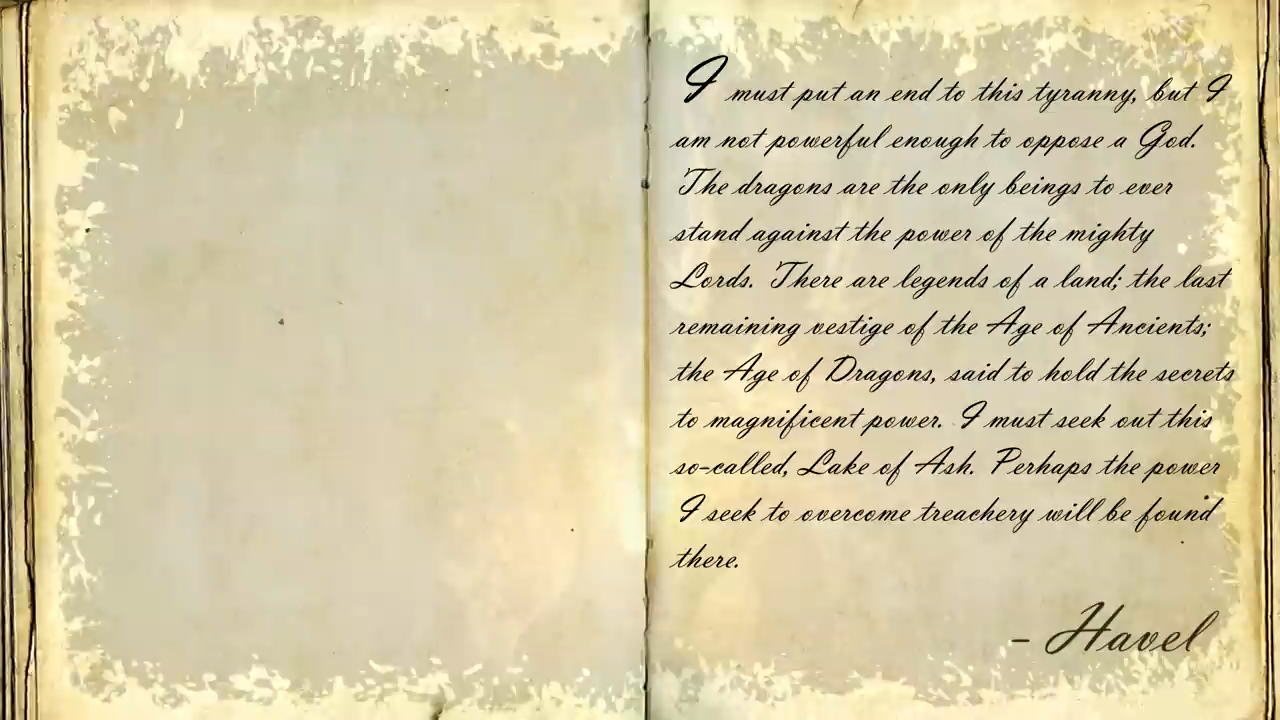 I must put an end to this tyranny, but I
am not powerful enough to oppose a God.
The dragons are the only beings to ever
stand against the power of the mighty
Lords. There are legends of a land; the last
remaining vestige of the Age of Ancients;
the Age of Dragons, said to hold the secrets
to magnificent power. I must seek out this
so-called, Lake of Ash. Perhaps the power
I seek to overcome treachery will be found
there.
- Havel